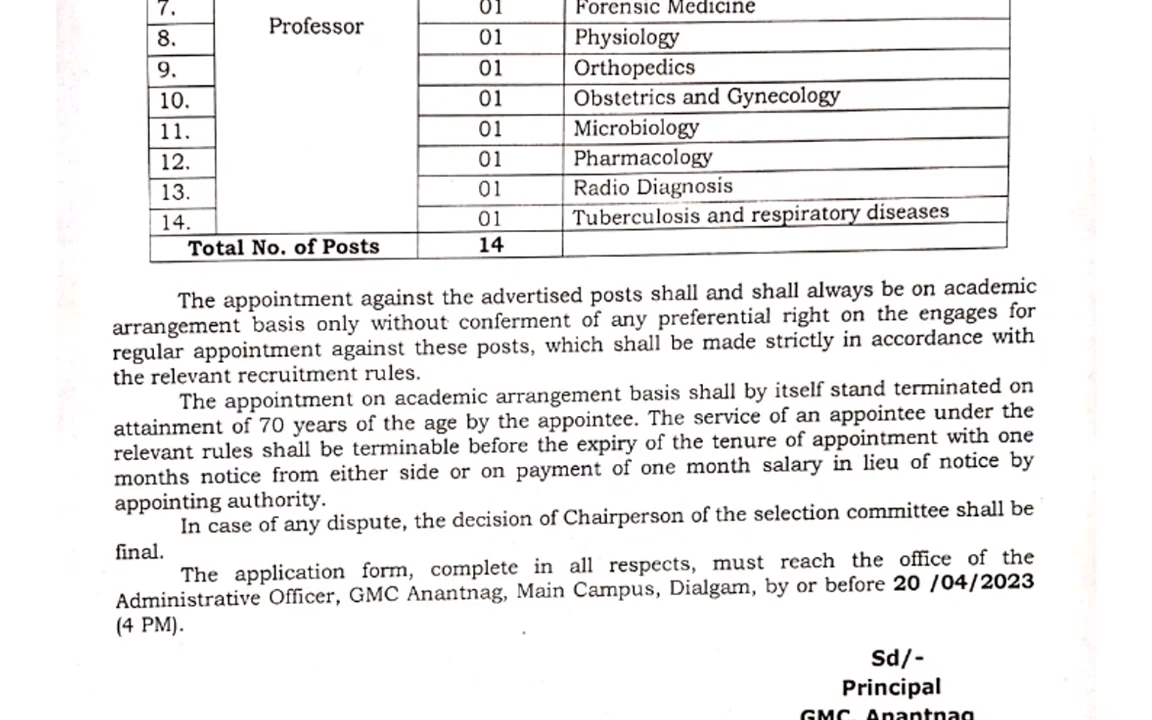 7. 01 Forensic Medicine
Professor
8. 01 Physiology
9. 01 Orthopedics
10. 01 Obstetrics and Gynecology
11. 01 Microbiology
12. 01 Pharmacology
13. 01 Radio Diagnosis
14. 01 Tuberculosis and respiratory diseases
Total No. of Posts 14
The appointment against the advertised posts shall and shall always be on academic
arrangement basis only without conferment of any preferential right on the engages for
regular appointment against these posts, which shall be made strictly in accordance with
the relevant recruitment rules.
The appointment on academic arrangement basis shall by itself stand terminated on
attainment of 70 years of the age by the appointee. The service of an appointee under the
relevant rules shall be terminable before the expiry of the tenure of appointment with one
months notice from either side or on payment of one month salary in lieu of notice by
appointing authority.
In case of any dispute, the decision of Chairperson of the selection committee shall be
final.
The application form, complete in all respects, must reach the office of the
Administrative Officer, GMC Anantnag, Main Campus, Dialgam, by or before 20 /04/2023
(4 PM).
Sd/-
Principal
GMC, Anantnag